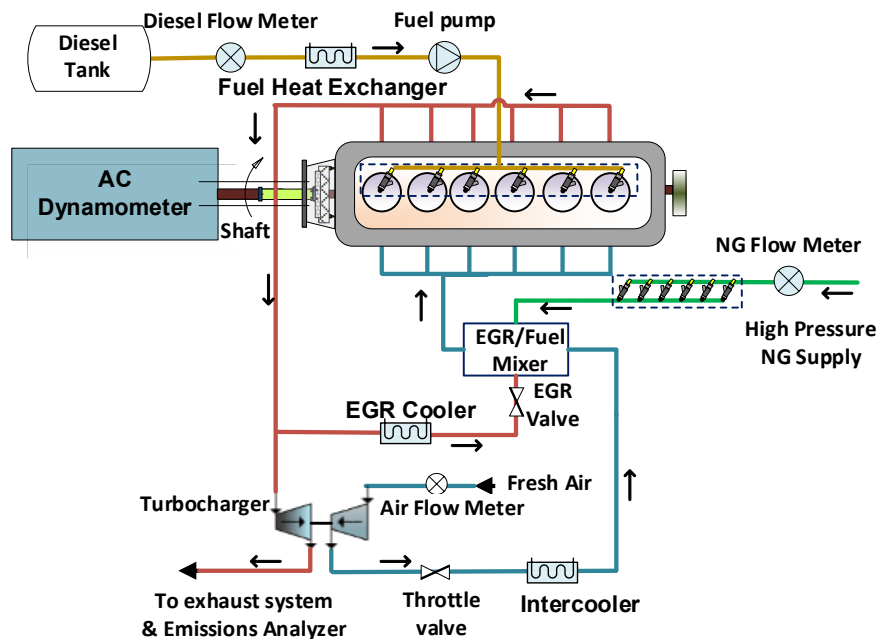 Diesel Flow Meter
Fuel pump
Diesel
Tank
Fuel Heat Exchanger
AC
Dynamometer
Shaft
NG Flow Meter
High Pressure
NG Supply
EGR/Fuel
Mixer
EGR
Valve
EGR Cooler
Turbocharger
Fresh Air
Air Flow Meter
To exhaust system
& Emissions Analyzer
Throttle
valve
Intercooler